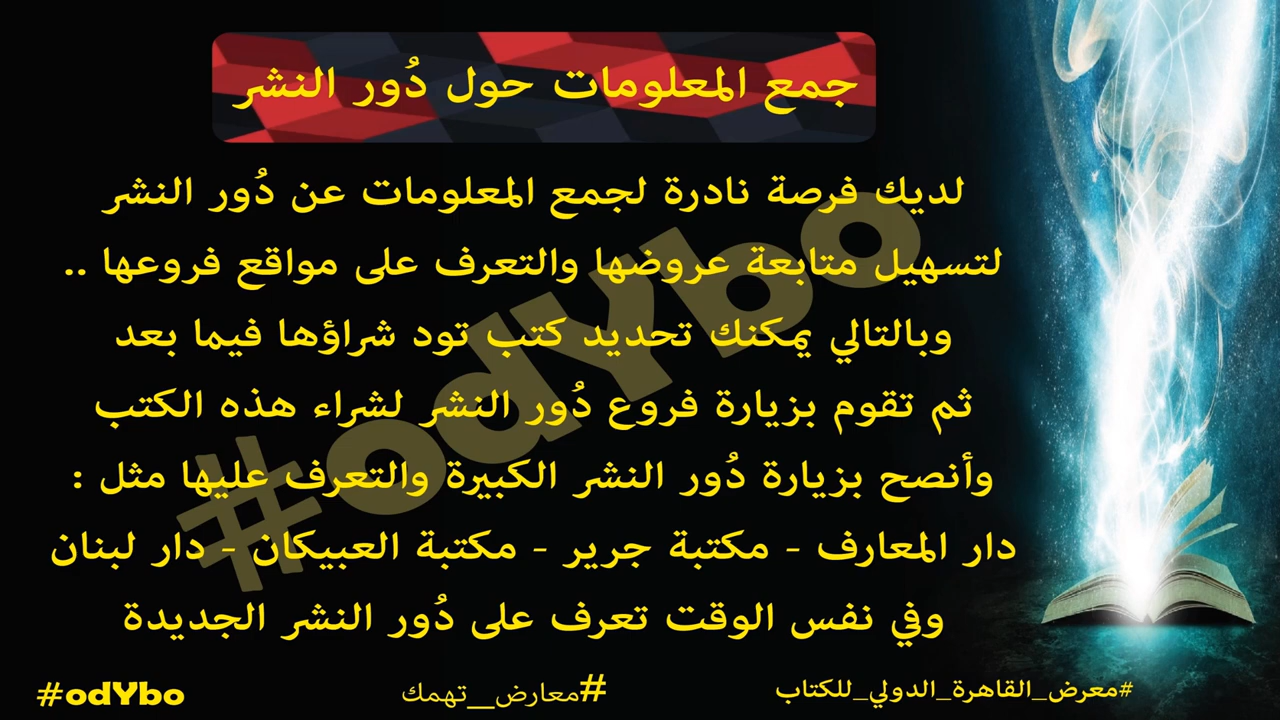 جمع المعلومات حول دُور النشر
لديك فرصة نادرة لجمع المعلومات عن دُور النشر
لتسهيل متابعة عروضها والتعرف على مواقع فروعها ..
وبالتالي يمكنك تحديد كتب تود شراؤها فيما بعد
ثم تقوم بزيارة فروع دُور النشر لشراء هذه الكتب
وأنصح بزيارة دُور النشر الكبيرة والتعرف عليها مثل :
دار المعارف - مكتبة جرير - مكتبة العبيكان - دار لبنان
وفي نفس الوقت تعرف على دُور النشر الجديدة
#odYbo
#معرض_القاهرة_الدولي_للكتاب
#معارض__تهمك
#odYbo